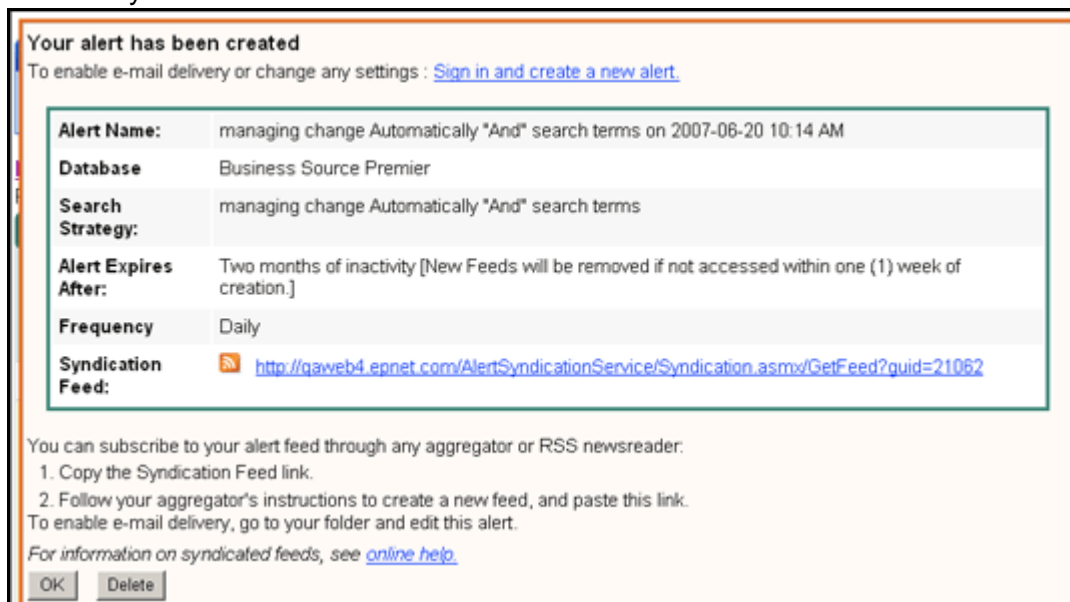 Your alert has been created
To enable e-mail delivery or change any settings : Sign in and create a new alert.
Alert Name: managing change Automatically "And" search terms on 2007-06-20 10:14 AM
Database Business Source Premier
Search Strategy: managing change Automatically "And" search terms
Alert Expires After: Two months of inactivity [New Feeds will be removed if not accessed within one (1) week of creation.]
Frequency Daily
Syndication Feed: http://qaweb4.epnet.com/AlertSyndicationService/Syndication.asmx/GetFeed?guid=21062
You can subscribe to your alert feed through any aggregator or RSS newsreader:
1. Copy the Syndication Feed link.
2. Follow your aggregator's instructions to create a new feed, and paste this link.
To enable e-mail delivery, go to your folder and edit this alert.
For information on syndicated feeds, see online help.
OK Delete